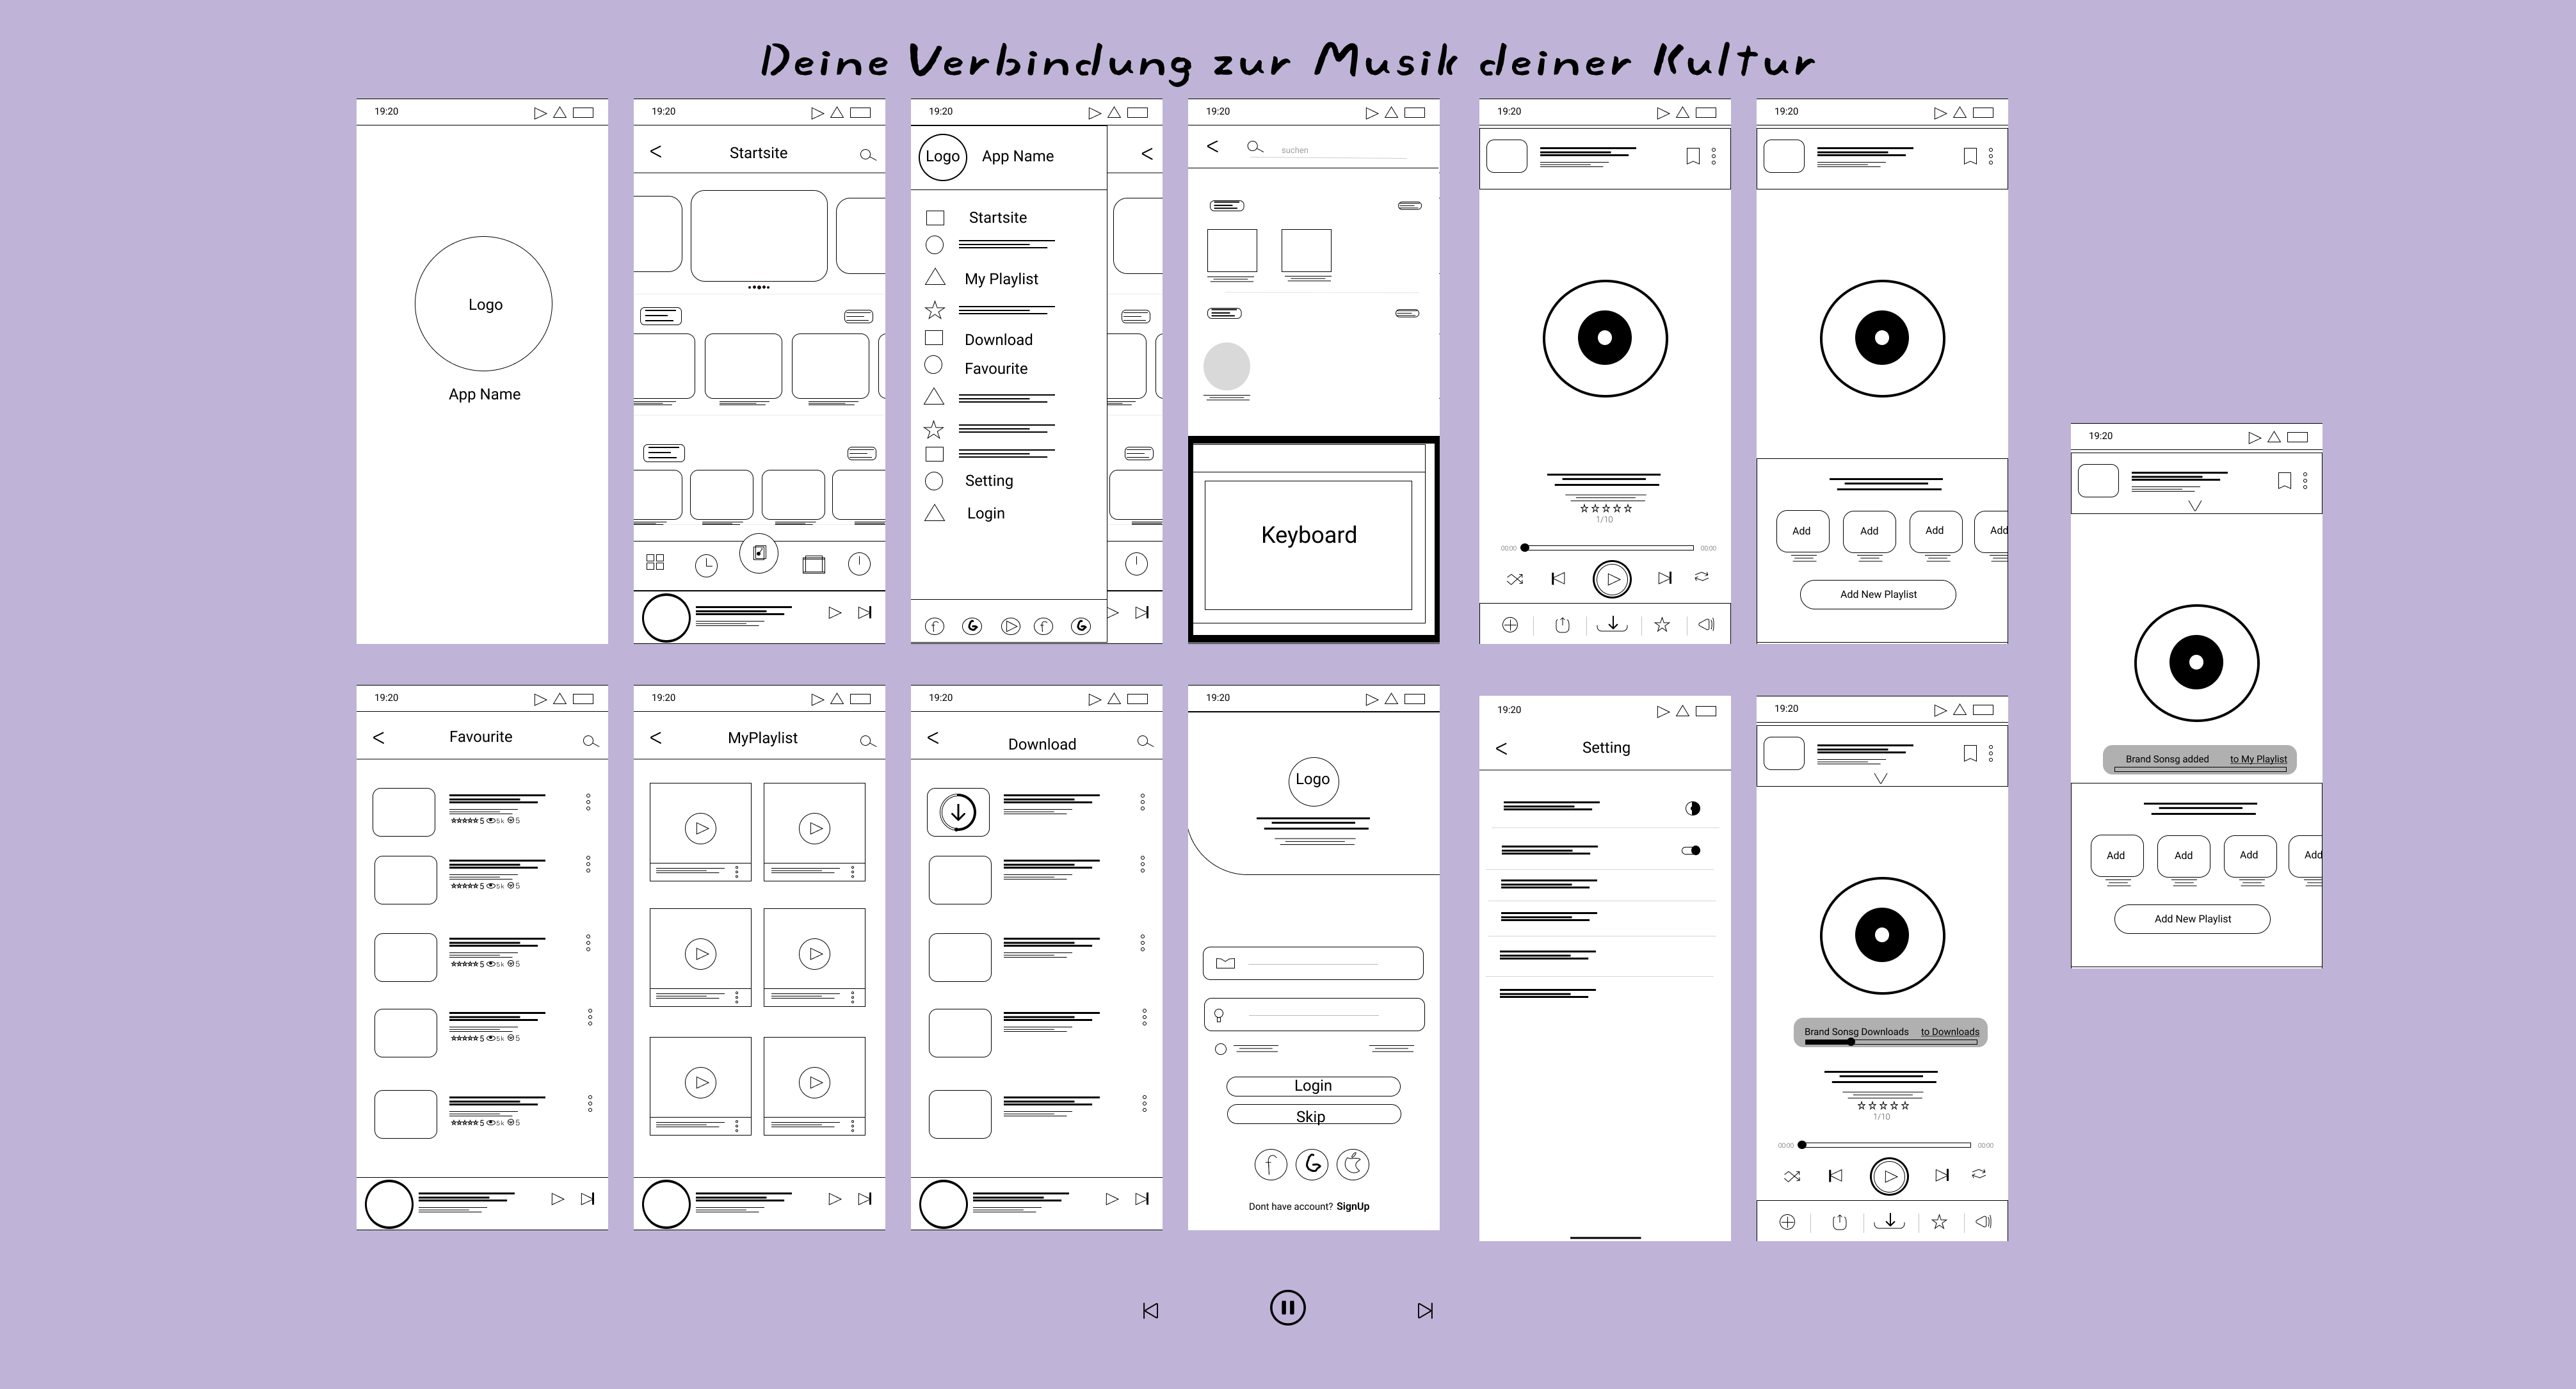 Deine Verbindung zur Musik deiner Kultur
19:20
Logo
App Name
19:20
Startsite
19:20
Logo App Name
Startsite
My Playlist
Download
Favourite
Setting
Login
19:20
suchen
Keyboard
19:20
1/10
00:00 00:00
19:20
Add Add Add Add
Add New Playlist
19:20
Brand Sonsg added to My Playlist
Add Add Add Add
Add New Playlist
19:20
Favourite
5 5k 5
5 5k 5
5 5k 5
5 5k 5
5 5k 5
19:20
MyPlaylist
19:20
Download
19:20
Logo
Login
Skip
Dont have account? SignUp
19:20
Setting
19:20
Brand Sonsg Downloads to Downloads
1/10
00:00 00:00